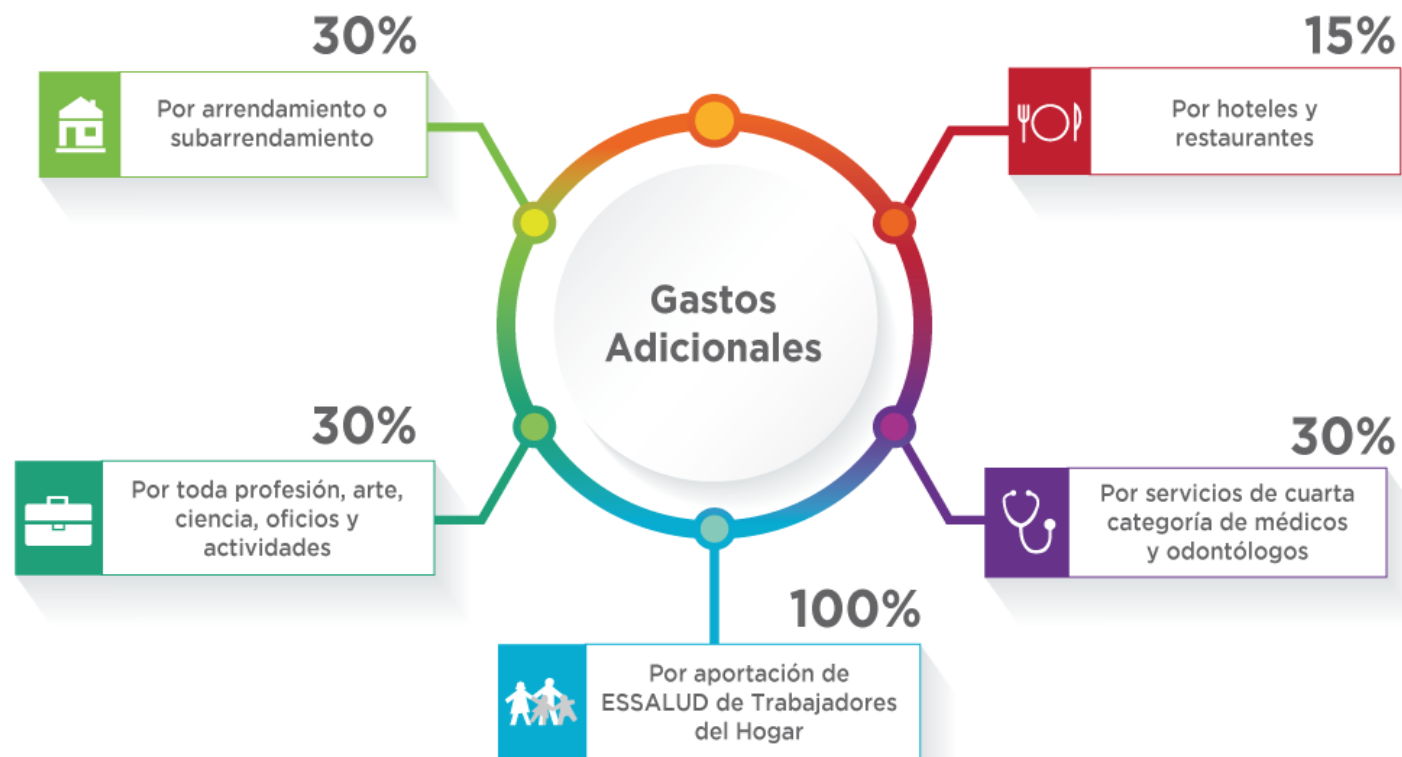 30%
Por arrendamiento o
subarrendamiento
15%
Por hoteles y
restaurantes
Gastos
Adicionales
30%
Por toda profesión, arte,
ciencia, oficios y
actividades
30%
Por servicios de cuarta
categoría de médicos
y odontólogos
100%
Por aportación de
ESSALUD de Trabajadores
del Hogar